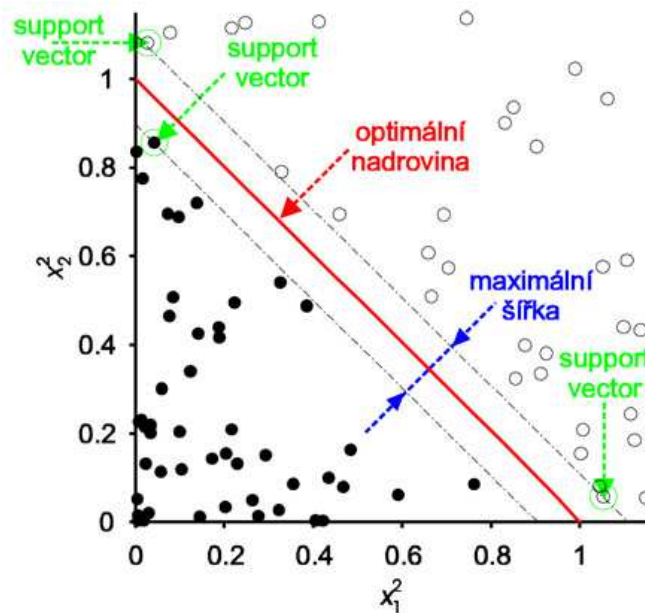 support
vector
support
vector
1
optimální
nadrovina
0.8
0.6
x₂²
maximální
šířka
0.4
support
vector
0.2
0
0
0.2
0.4
0.6
0.8
1
x₁²